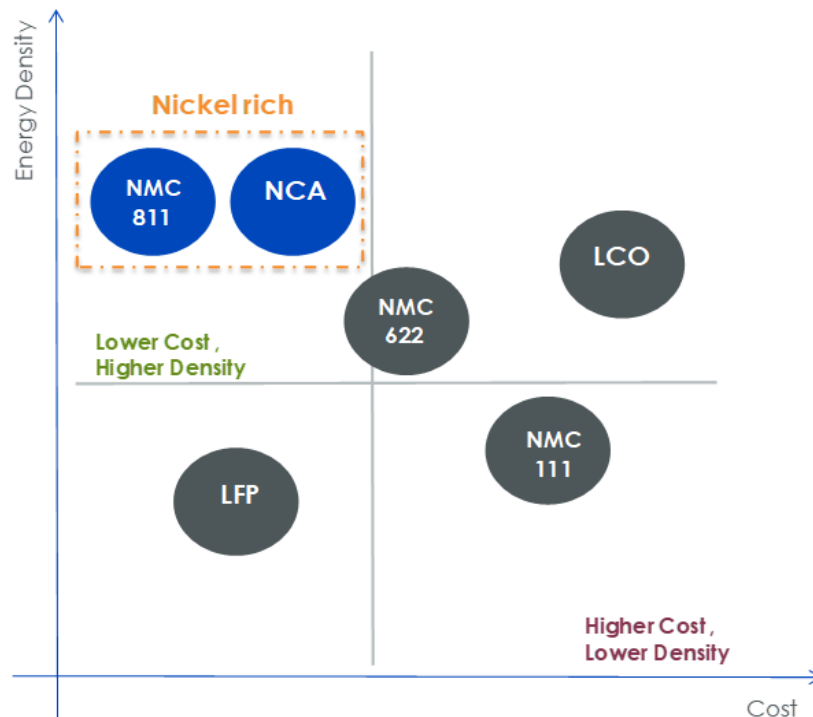 Energy Density
Nickel rich
NMC
811
NCA
LCO
NMC
622
Lower Cost ,
Higher Density
NMC
111
LFP
Higher Cost ,
Lower Density
Cost